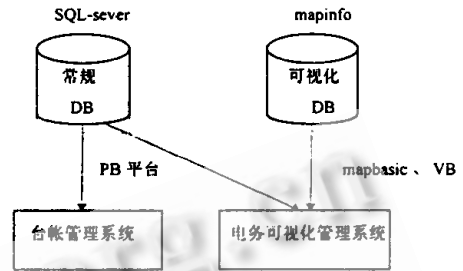 SQL-sever mapinfo
常规 可视化
DB DB
PB 平台 mapbasic 、 VB
台帐管理系统 电务可视化管理系统